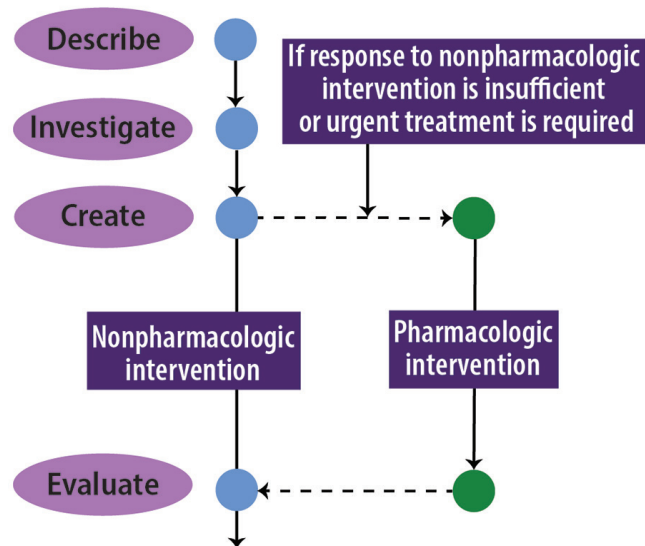 Describe
If response to nonpharmacologic
intervention is insufficient
or urgent treatment is required
Investigate
Create
Nonpharmacologic
intervention
Pharmacologic
intervention
Evaluate